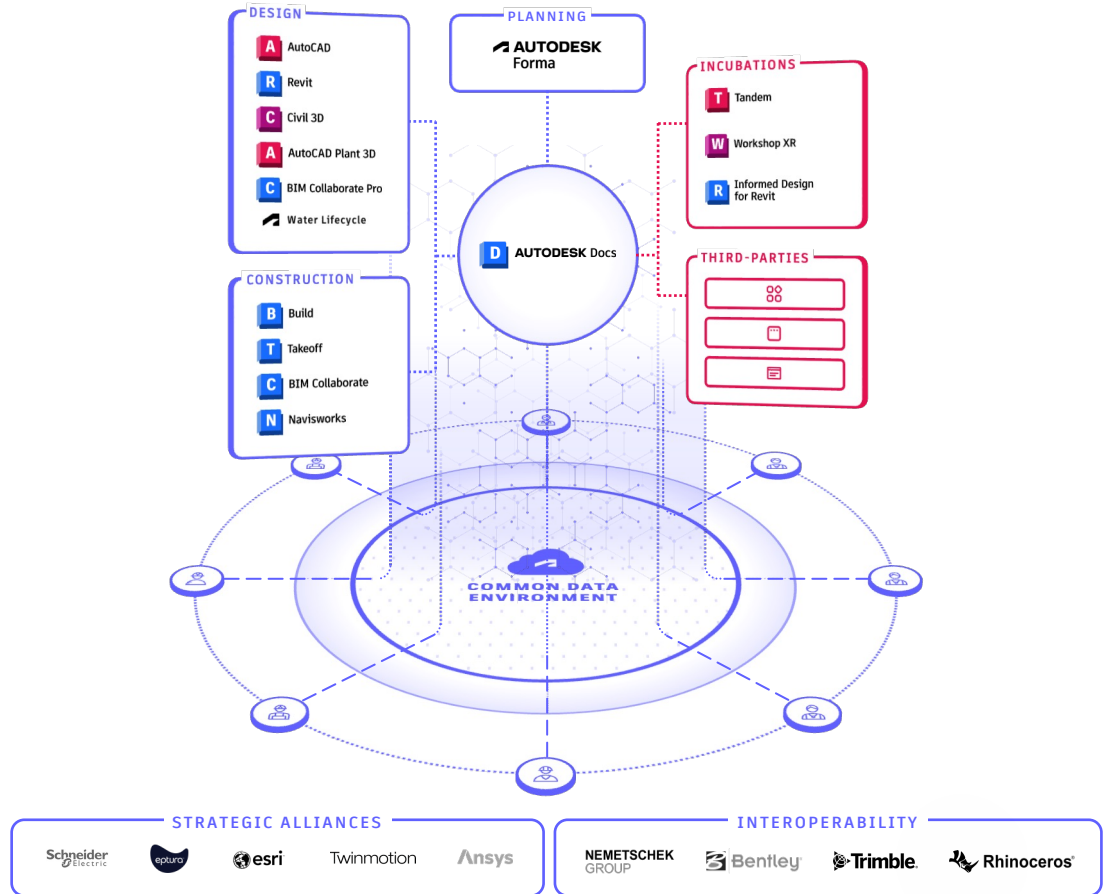 DESIGN
A AutoCAD
R Revit
C Civil 3D
A AutoCAD Plant 3D
C BIM Collaborate Pro
Water Lifecycle
CONSTRUCTION
B Build
T Takeoff
C BIM Collaborate
N Navisworks
PLANNING
AUTODESK
Forma
D AUTODESK Docs
INCUBATIONS
T Tandem
W Workshop XR
R Informed Design
for Revit
THIRD-PARTIES
COMMON DATA
ENVIRONMENT
STRATEGIC ALLIANCES
Schneider
Electric
eptura
esri
Twinmotion
Ansys
INTEROPERABILITY
NEMETSCHEK
GROUP
Bentley
Trimble
Rhinoceros